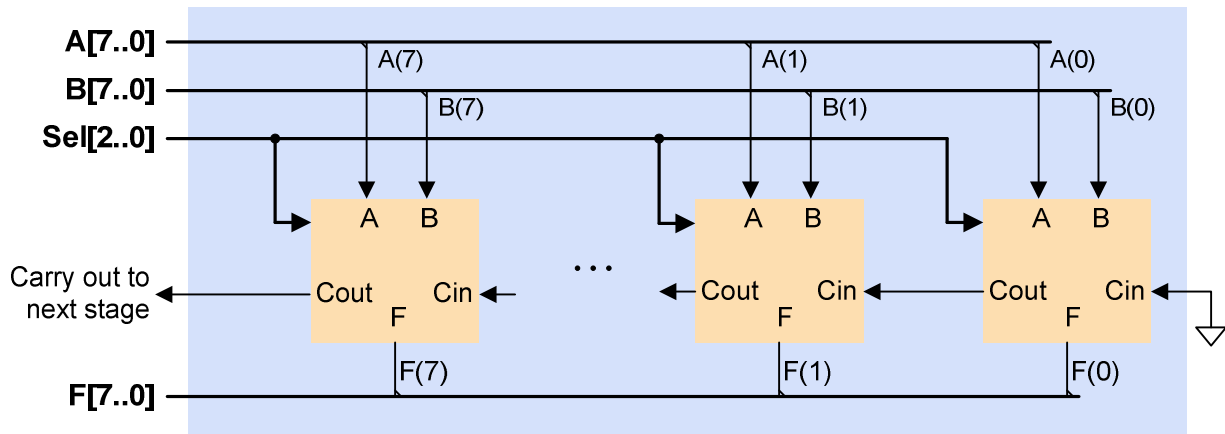 A[7..0]
A(7)
A(1)
A(0)
B[7..0]
B(7)
B(1)
B(0)
Sel[2..0]
A B
A B
A B
...
Carry out to
next stage
Cout Cin
Cout Cin
Cout Cin
F
F
F
F(7)
F(1)
F(0)
F[7..0]